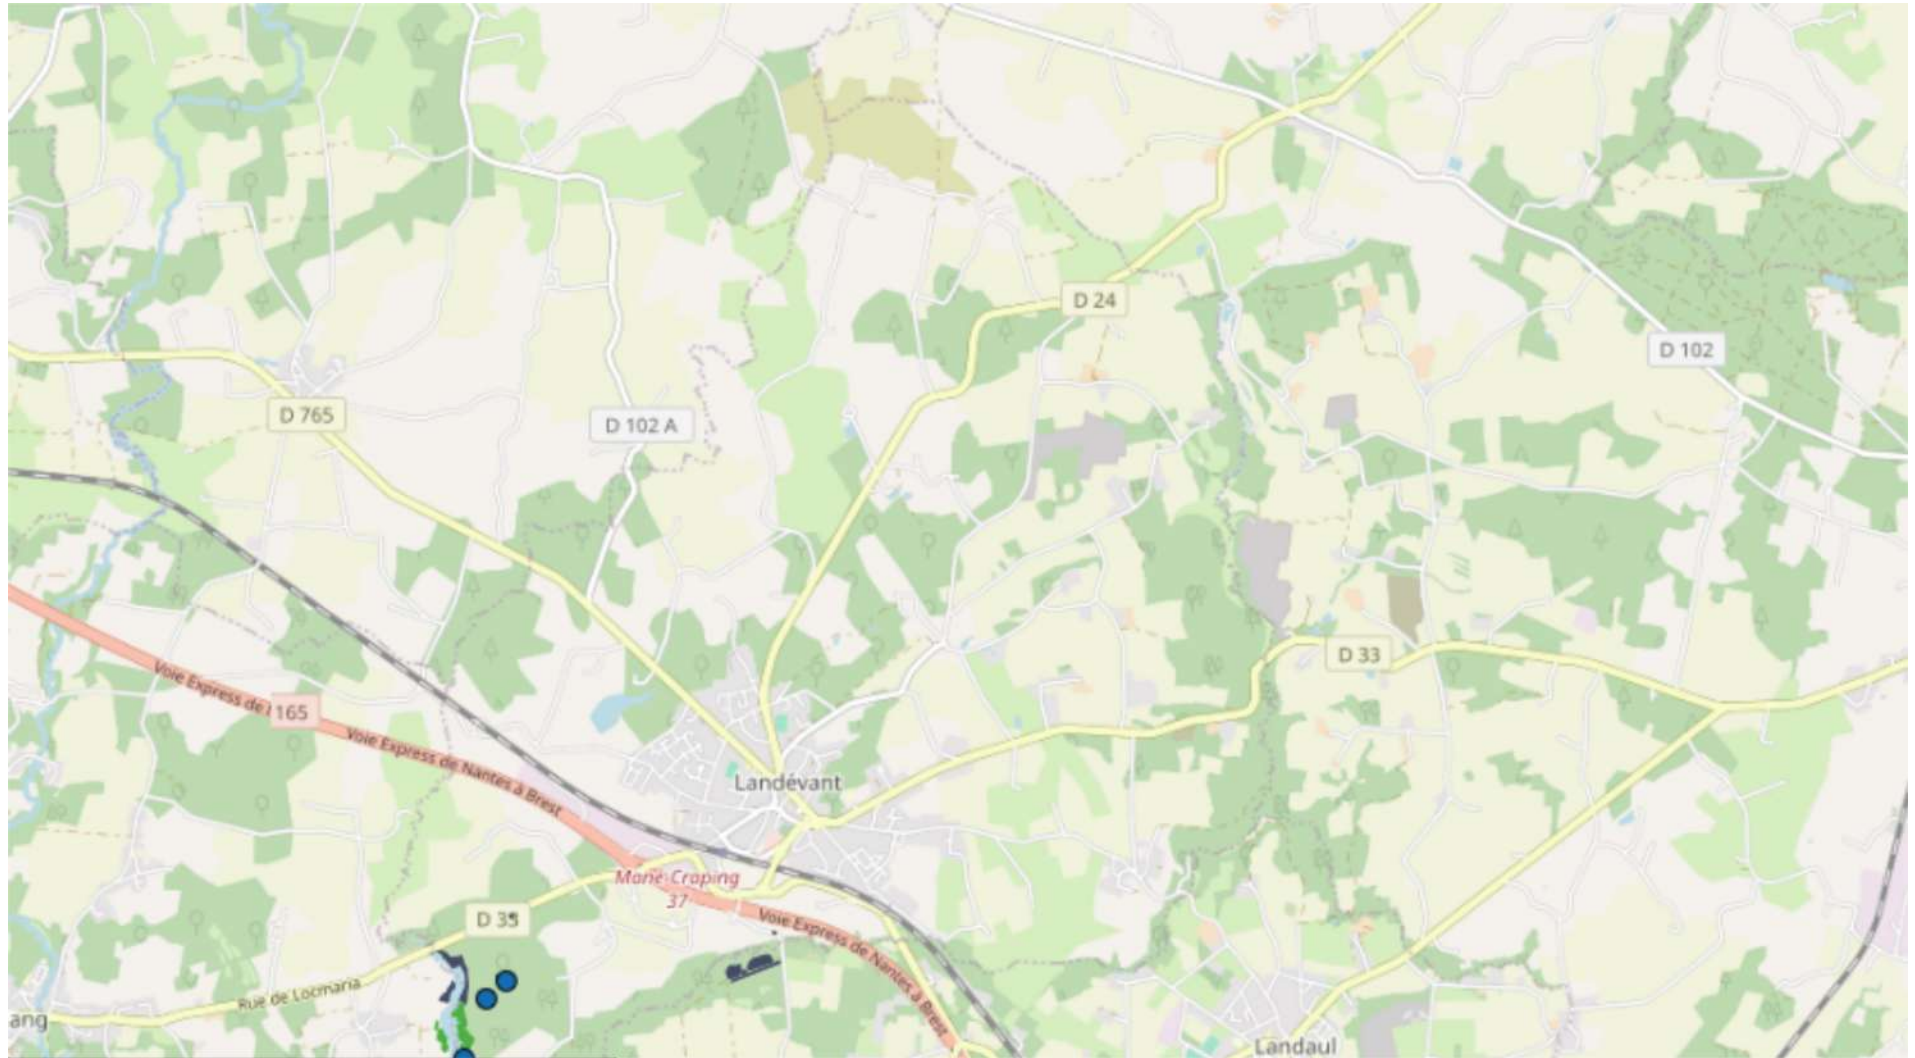 D 24
D 102
D 765
D 102 A
D 33
Voie Express de
165
Voie Express de Nantes à Brest
Landévant
Mané-Craping
37
D 33
Voie Express de Nantes à Brest
Rue de Locmaria
ang
Landaul